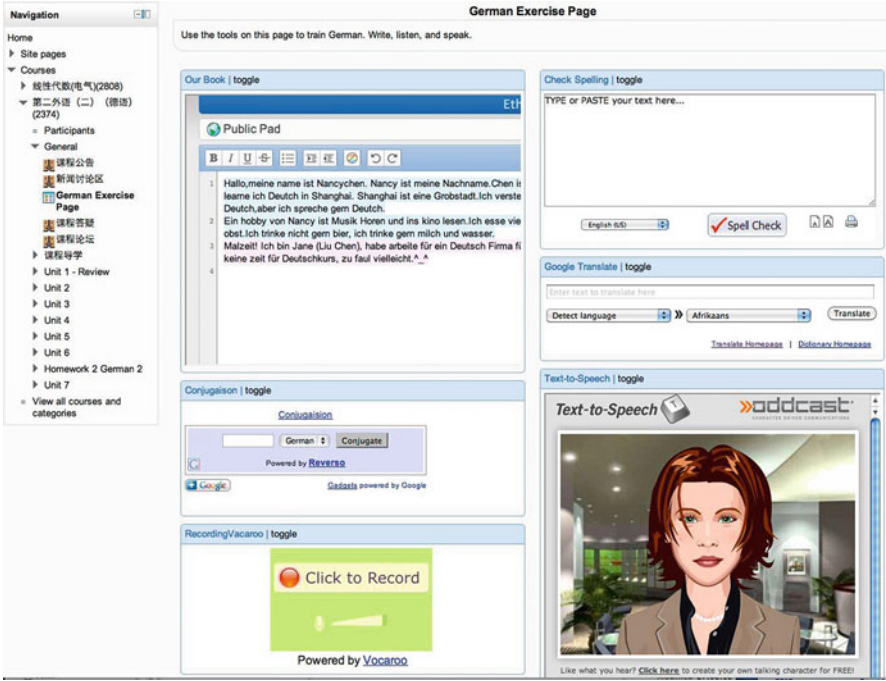 Navigation
Home
Site pages
Courses
线性代数(电气)(2808)
第二外语（二）（德语）
(2374)
Participants
General
课程公告
新闻讨论区
German Exercise
Page
课程答疑
课程论坛
课程导学
Unit 1 - Review
Unit 2
Unit 3
Unit 4
Unit 5
Unit 6
Homework 2 German 2
Unit 7
View all courses and
categories
German Exercise Page
Use the tools on this page to train German. Write, listen, and speak.
Our Book | toggle
Eth
Public Pad
B I U S
1 Hallo,meine name ist Nancychen. Nancy ist meine Nachname.Chen is
learne ich Deutch in Shanghai. Shanghai ist eine Grobstadt.Ich verste
Deutch,aber ich spreche gern Deutch.
2 Ein hobby von Nancy ist Musik Horen und ins kino lesen.Ich esse vie
obst.Ich trinke nicht gern bier, ich trinke gern milch und wasser.
3 Malzeit! Ich bin Jane (Liu Chen), habe arbeite für ein Deutsch Firma fü
keine zeit für Deutschkurs, zu faul vielleicht.^_^
4
Conjugaison | toggle
Conjugaision
German
Conjugate
Powered by Reverso
Google
Gadgets powered by Google
RecordingVacaroo | toggle
Click to Record
Powered by Vocaroo
Check Spelling | toggle
TYPE or PASTE your text here...
English (US)
Spell Check
Google Translate | toggle
Enter text to translate here
Detect language » Afrikaans
Translate
Translate Homepage | Dictionary Homepage
Text-to-Speech | toggle
Text-to-Speech T
oddcast
Like what you hear? Click here to create your own talking character for FREE!